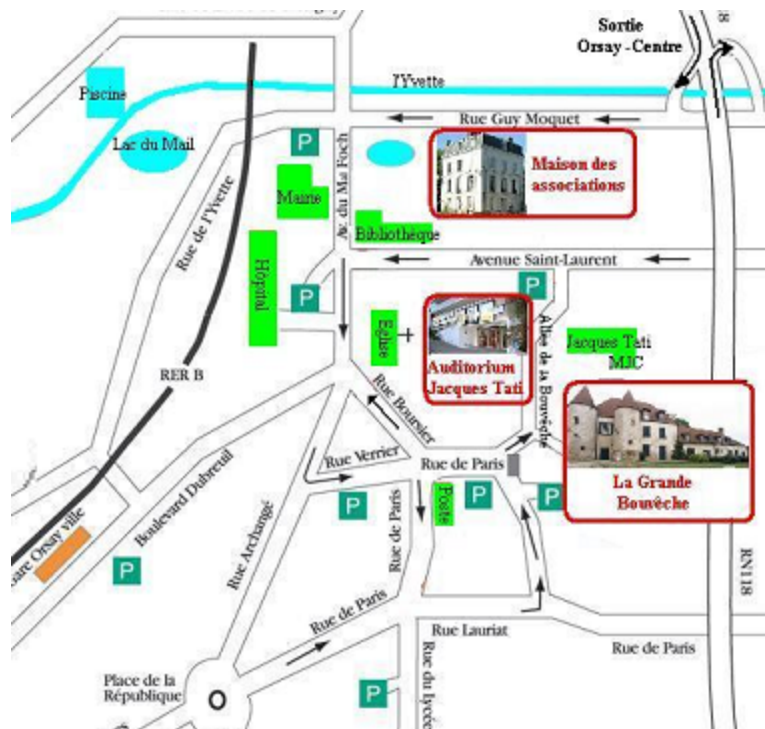 Sortie
Orsay - Centre
l'Yvette
Piscine
Rue Guy Moquet
P
Lac du Mail
Maison des
associations
Mairie
Av. du Mal Foch
Rue de l'Yvette
Bibliothèque
Avenue Saint-Laurent
Hôpital
P
P
Eglise
Auditorium
Jacques Tati
Allée de la Bouvêche
Jacques Tati
MJC
RER B
Rue Boursier
La Grande
Bouvêche
Rue Verrier
Rue de Paris
Boulevard Dubreuil
P
Poste
P
P
Rue de Paris
gare Orsay ville
P
Rue Archangé
RN118
Rue de Paris
Rue Lauriat
Rue de Paris
Place de la
République
P
Rue du lycée